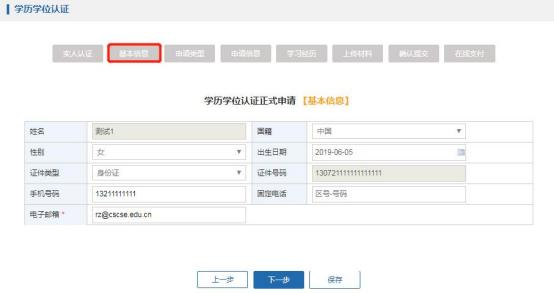 学历学位认证
实人认证 基本信息 申请类型 申请信息 学习经历 上传材料 确认提交 在线支付
学历学位认证正式申请 【基本信息】
姓名 测试1 国籍 中国
性别 女 出生日期 2019-06-05
证件类型 身份证 证件号码 130721111111111111
手机号码 13211111111 固定电话 区号-号码
电子邮箱 * rz@cscse.edu.cn
上一步 下一步 保存